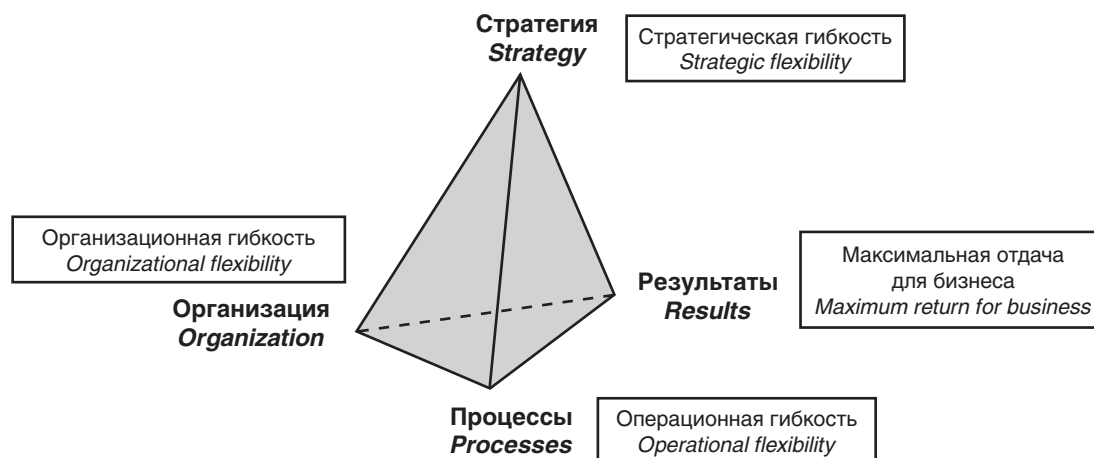 Стратегия
Strategy
Стратегическая гибкость
Strategic flexibility
Организационная гибкость
Organizational flexibility
Организация
Organization
Результаты
Results
Максимальная отдача
для бизнеса
Maximum return for business
Процессы
Processes
Операционная гибкость
Operational flexibility